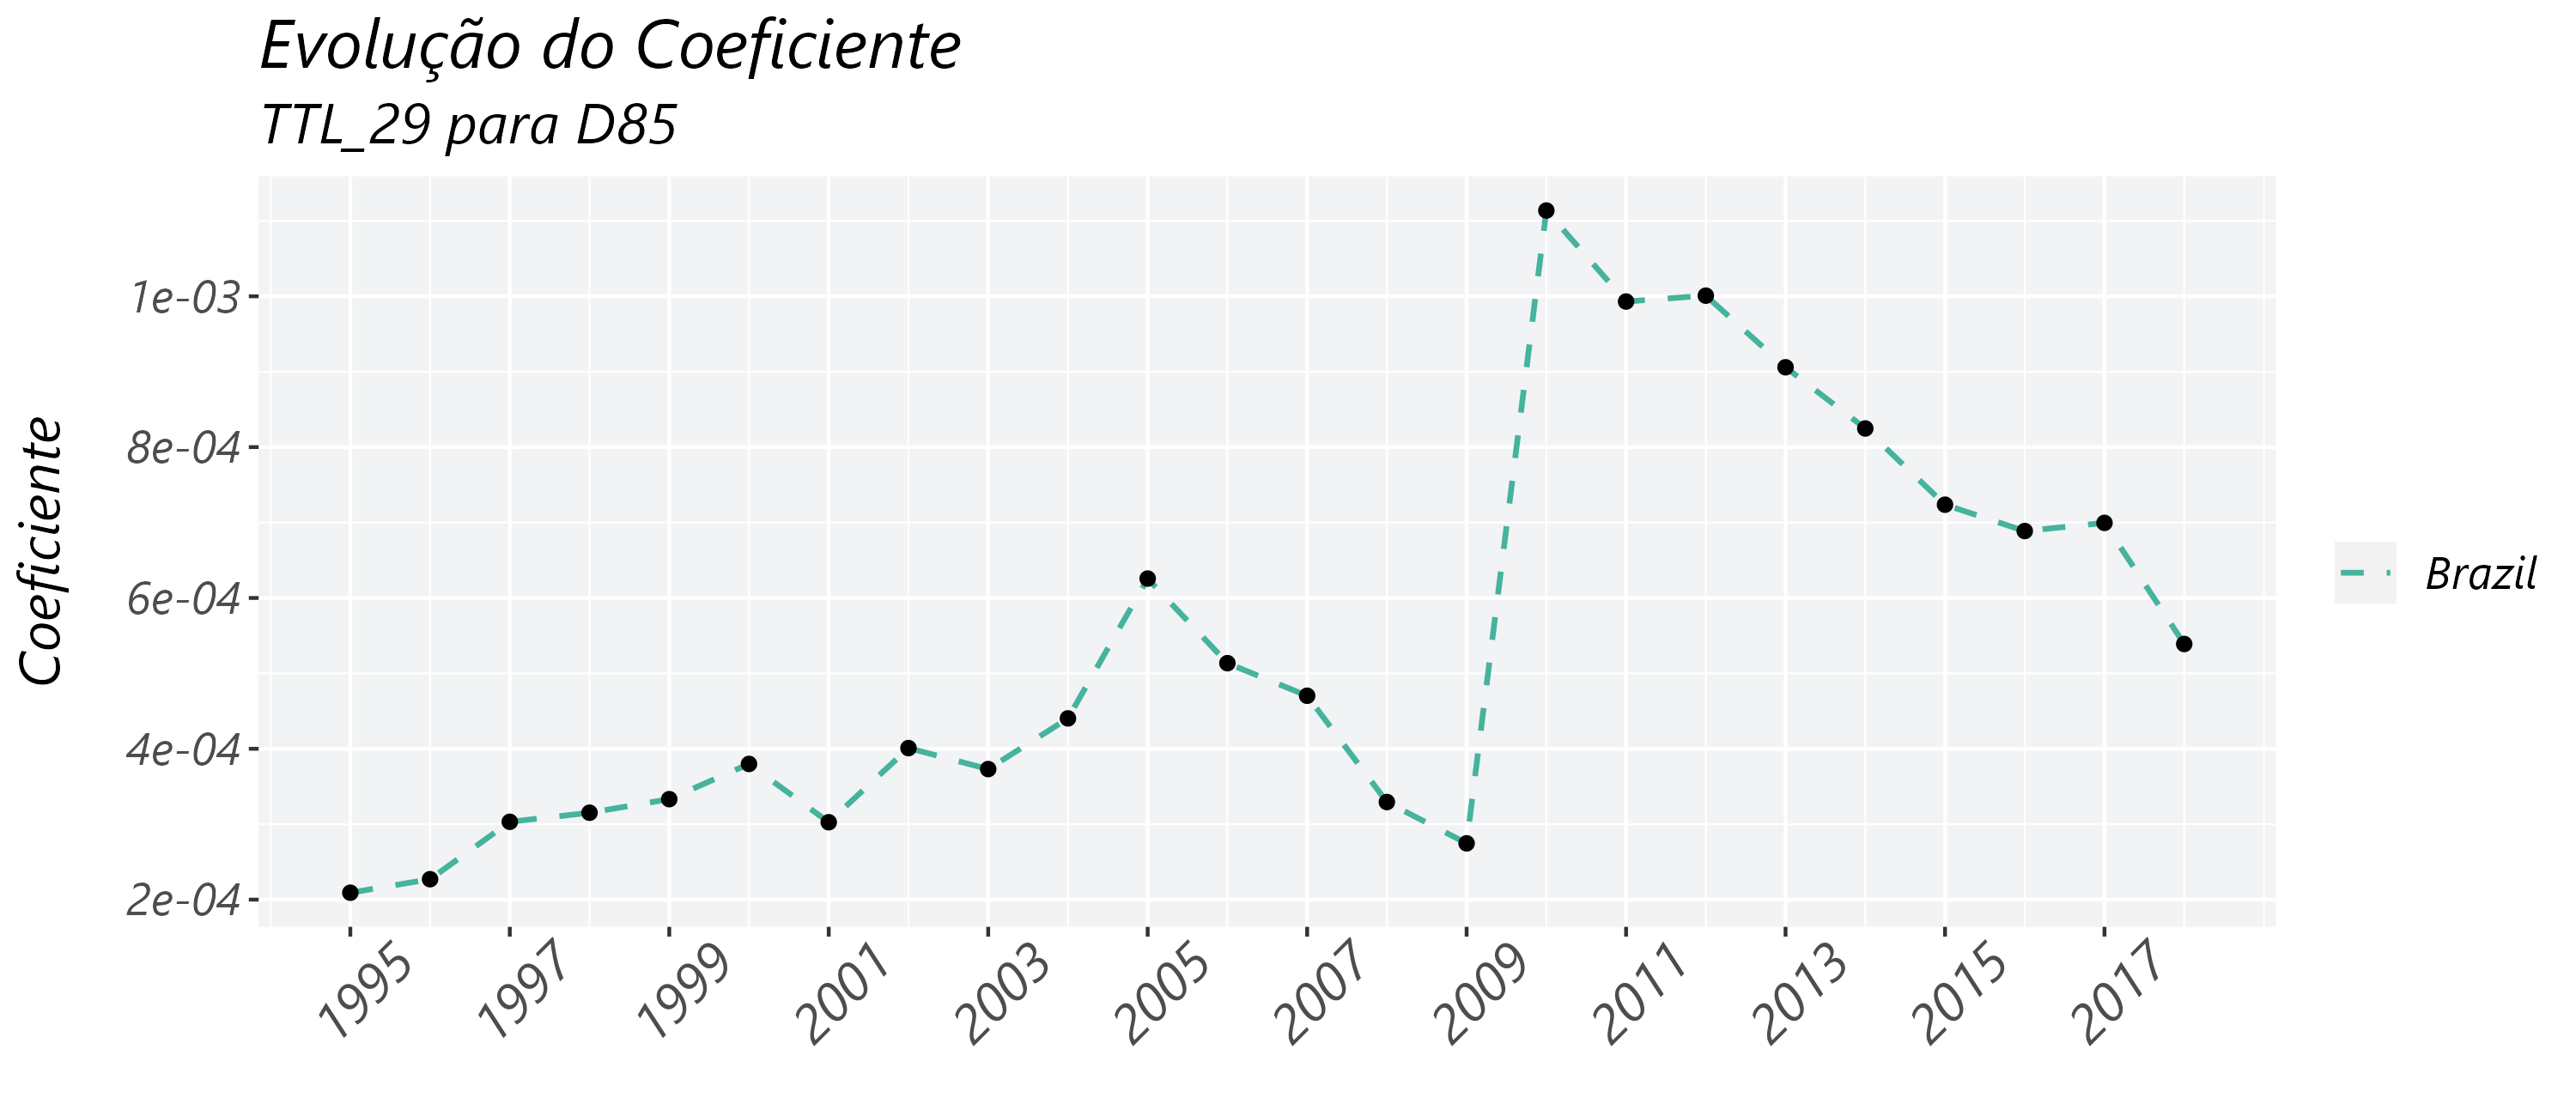 Evolução do Coeficiente
TTL_29 para D85
Coeficiente
1e-03
8e-04
6e-04
4e-04
2e-04
1995
1997
1999
2001
2003
2005
2007
2009
2011
2013
2015
2017
Brazil